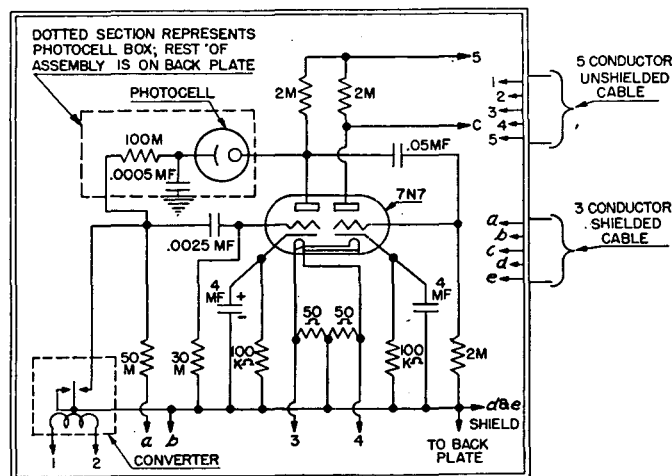 DOTTED SECTION REPRESENTS
PHOTOCELL BOX; REST OF
ASSEMBLY IS ON BACK PLATE
PHOTOCELL
100M
.0005 MF
2M
2M
5
C
.05MF
7N7
.0025 MF
4
MF
+
-
50
Ω
50
Ω
4
MF
50
M
30
M
100
KΩ
100
KΩ
2M
d&e
SHIELD
a
b
3
4
TO BACK
PLATE
1
2
CONVERTER
1
2
3
4
5
5 CONDUCTOR
UNSHIELDED
CABLE
a
b
c
d
e
3 CONDUCTOR
SHIELDED
CABLE